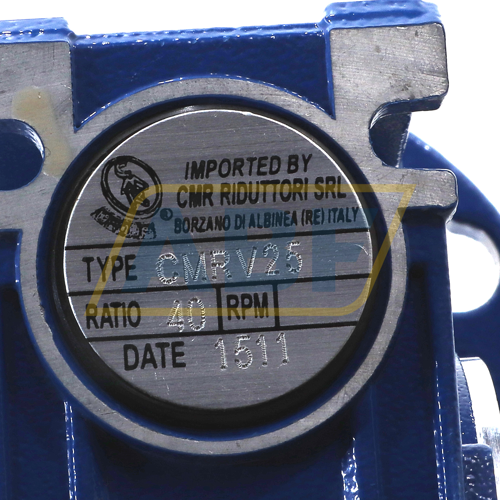 IMPORTED BY
CMR RIDUTTORI SRL
® BORZANO DI ALBINEA (RE) ITALY
TYPE CMRV25
RATIO 40 RPM
DATE 1511